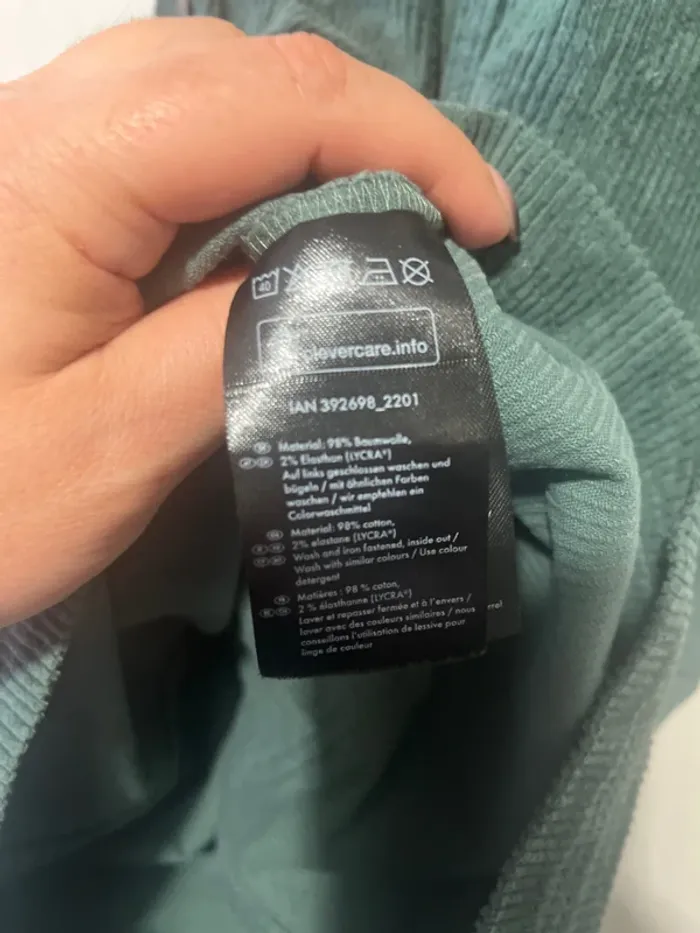 40
clevercare.info
IAN 392698_2201
Material: 98% Baumwolle,
2% Elasthan (LYCRA®)
Auf links geschlossen waschen und
bügeln / mit ähnlichen Farben
waschen / wir empfehlen ein
Colorwaschmittel
Material: 98% cotton,
2% elastane (LYCRA®)
Wash and iron fastened, inside out /
Wash with similar colours / Use colour
detergent
Matières : 98 % coton,
2 % élasthanne (LYCRA®)
Laver et repasser fermée et à l'envers /
laver avec des couleurs similaires / nous
conseillons l'utilisation de lessive pour
linge de couleur